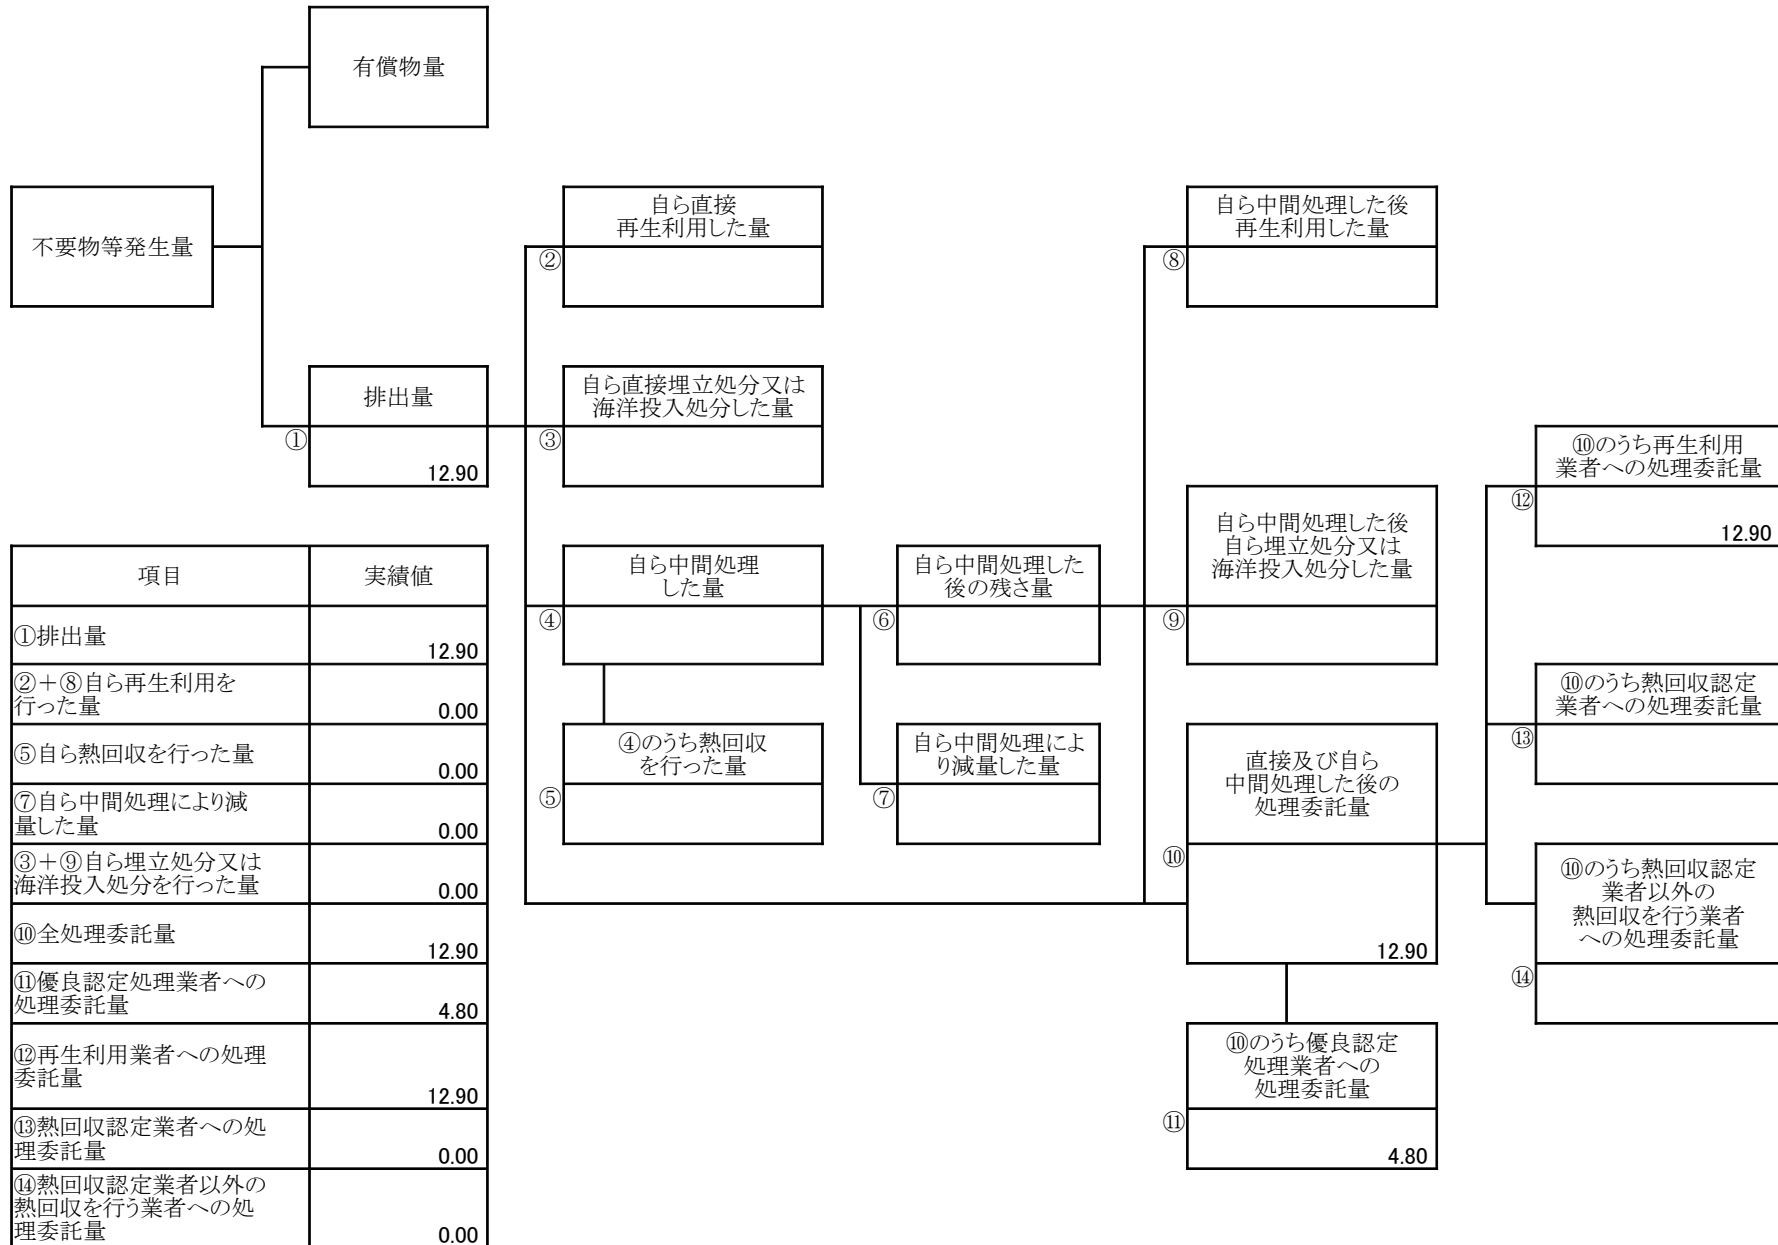 有償物量
不要物等発生量
自ら直接
再生利用した量
②
自ら中間処理した後
再生利用した量
⑧
排出量
①
12.90
自ら直接埋立処分又は
海洋投入処分した量
③
⑩のうち再生利用
業者への処理委託量
⑫
12.90
自ら中間処理
した量
④
自ら中間処理した
後の残さ量
⑥
自ら中間処理した後
自ら埋立処分又は
海洋投入処分した量
⑨
④のうち熱回収
を行った量
⑤
自ら中間処理によ
り減量した量
⑦
直接及び自ら
中間処理した後の
処理委託量
⑩
12.90
⑩のうち熱回収認定
業者への処理委託量
⑬
⑩のうち熱回収認定
業者以外の
熱回収を行う業者
への処理委託量
⑭
⑩のうち優良認定
処理業者への
処理委託量
⑪
4.80
項目 実績値
①排出量
12.90
②＋⑧自ら再生利用を
行った量
0.00
⑤自ら熱回収を行った量
0.00
⑦自ら中間処理により減
量した量
0.00
③＋⑨自ら埋立処分又は
海洋投入処分を行った量
0.00
⑩全処理委託量
12.90
⑪優良認定処理業者への
処理委託量
4.80
⑫再生利用業者への処理
委託量
12.90
⑬熱回収認定業者への処
理委託量
0.00
⑭熱回収認定業者以外の
熱回収を行う業者への処
理委託量
0.00